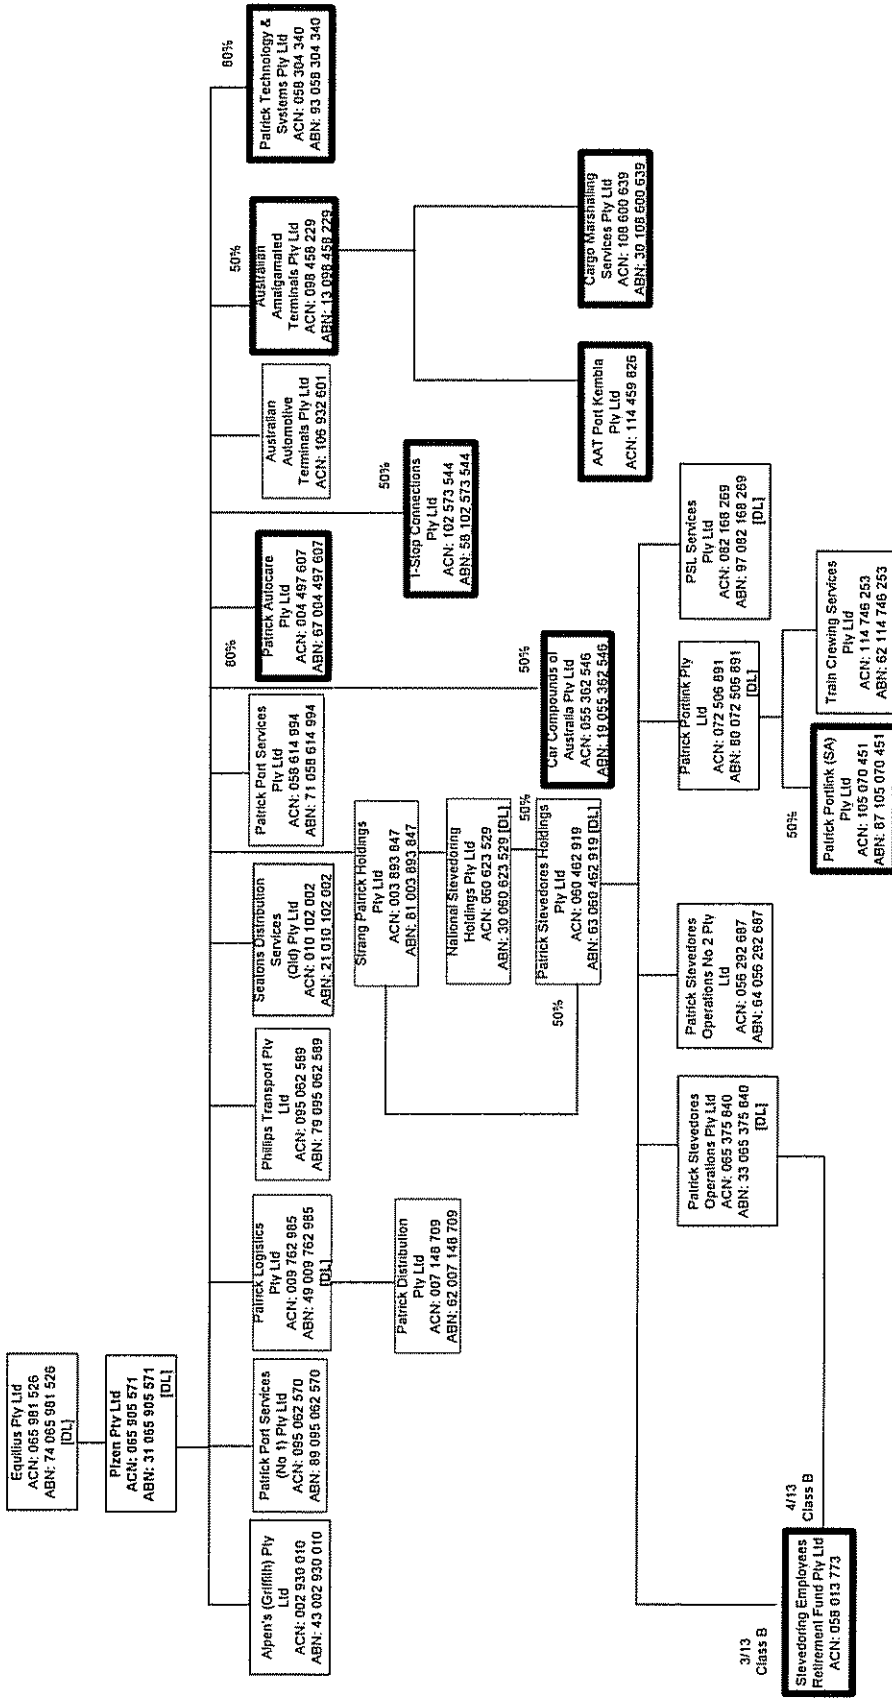 Equilius Pty Ltd
ACN: 065 981 526
ABN: 74 065 981 526
[DL]
Plzen Pty Ltd
ACN: 065 905 571
ABN: 31 065 905 571
[DL]
Alpen's (Griffith) Pty
Ltd
ACN: 002 930 010
ABN: 43 002 930 010
Patrick Port Services
(No 1) Pty Ltd
ACN: 095 062 570
ABN: 89 095 062 570
Patrick Logistics
Pty Ltd
ACN: 009 762 985
ABN: 49 009 762 985
[DL]
Phillips Transport Pty
Ltd
ACN: 095 062 589
ABN: 79 095 062 589
Seatons Distribution
Services
(Qld) Pty Ltd
ACN: 010 102 002
ABN: 21 010 102 002
Patrick Port Services
Pty Ltd
ACN: 058 614 994
ABN: 71 058 614 994
80%
Patrick Autocare
Pty Ltd
ACN: 004 497 607
ABN: 67 004 497 607
Australian
Automotive
Terminals Pty Ltd
ACN: 106 932 601
50%
Australian
Amalgamated
Terminals Pty Ltd
ACN: 098 458 229
ABN: 13 098 458 229
80%
Patrick Technology &
Systems Pty Ltd
ACN: 058 304 340
ABN: 93 058 304 340
Patrick Distribution
Pty Ltd
ACN: 007 148 709
ABN: 62 007 148 709
Strang Patrick Holdings
Pty Ltd
ACN: 003 893 847
ABN: 81 003 893 847
50%
1-Stop Connections
Pty Ltd
ACN: 102 573 544
ABN: 58 102 573 544
National Stevedoring
Holdings Pty Ltd
ACN: 060 623 529
ABN: 30 060 623 529 [DL]
50%
50%
Patrick Stevedores Holdings
Pty Ltd
ACN: 060 462 919
ABN: 63 060 462 919 [DL]
50%
Car Compounds of
Australia Pty Ltd
ACN: 055 362 546
ABN: 19 055 362 546
AAT Port Kembla
Pty Ltd
ACN: 114 459 826
Cargo Marshalling
Services Pty Ltd
ACN: 108 600 639
ABN: 30 108 600 639
Patrick Stevedores
Operations Pty Ltd
ACN: 065 375 840
ABN: 33 065 375 840
[DL]
Patrick Stevedores
Operations No 2 Pty
Ltd
ACN: 056 292 687
ABN: 64 056 292 687
Patrick Portlink Pty
Ltd
ACN: 072 506 891
ABN: 80 072 506 891
[DL]
PSL Services
Pty Ltd
ACN: 082 168 269
ABN: 97 082 168 269
[DL]
3/13
Class B
4/13
Class B
Stevedoring Employees
Retirement Fund Pty Ltd
ACN: 058 013 773
50%
Patrick Portlink (SA)
Pty Ltd
ACN: 105 070 451
ABN: 87 105 070 451
Train Crewing Services
Pty Ltd
ACN: 114 746 253
ABN: 62 114 746 253